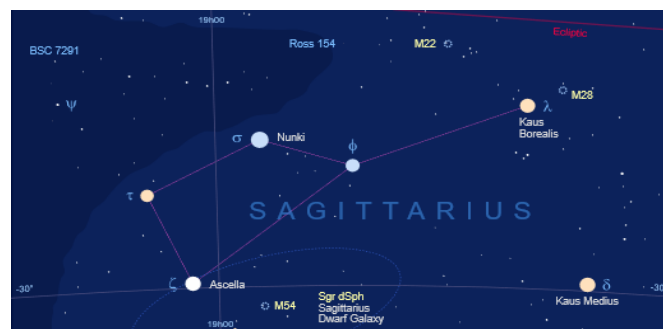 19h00
Ecliptic
Ross 154
M22
BSC 7291
M28
ψ
λ
Kaus
Borealis
σ
Nunki
ϕ
τ
SAGITTARIUS
ζ
Ascella
-30°
-30
δ
Kaus Medius
M54
Sgr dSph
Sagittarius
Dwarf Galaxy
19h00